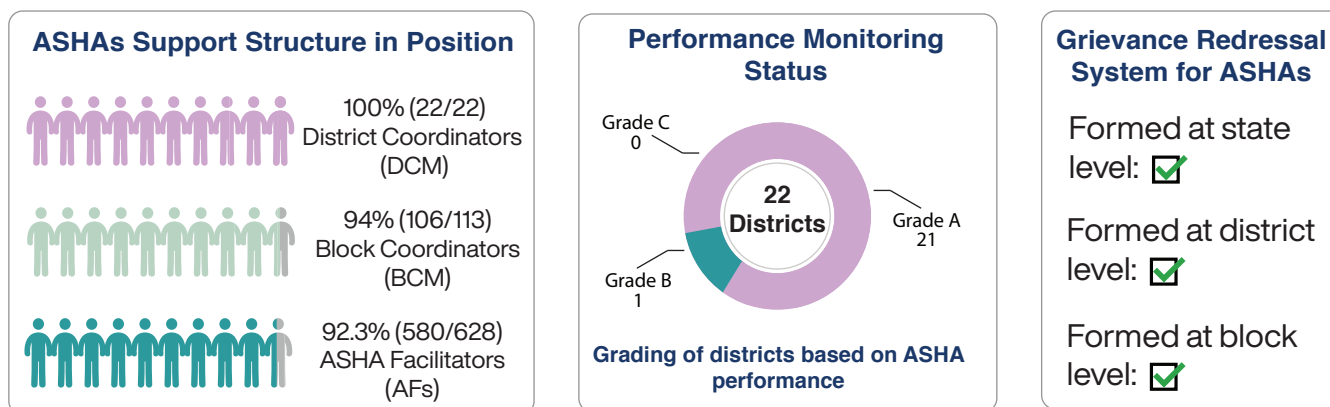 ASHAs Support Structure in Position
100% (22/22)
District Coordinators
(DCM)
94% (106/113)
Block Coordinators
(BCM)
92.3% (580/628)
ASHA Facilitators
(AFs)
Performance Monitoring
Status
Grade C
0
22
Districts
Grade A
21
Grade B
1
Grading of districts based on ASHA
performance
Grievance Redressal
System for ASHAs
Formed at state
level:
Formed at district
level:
Formed at block
level: